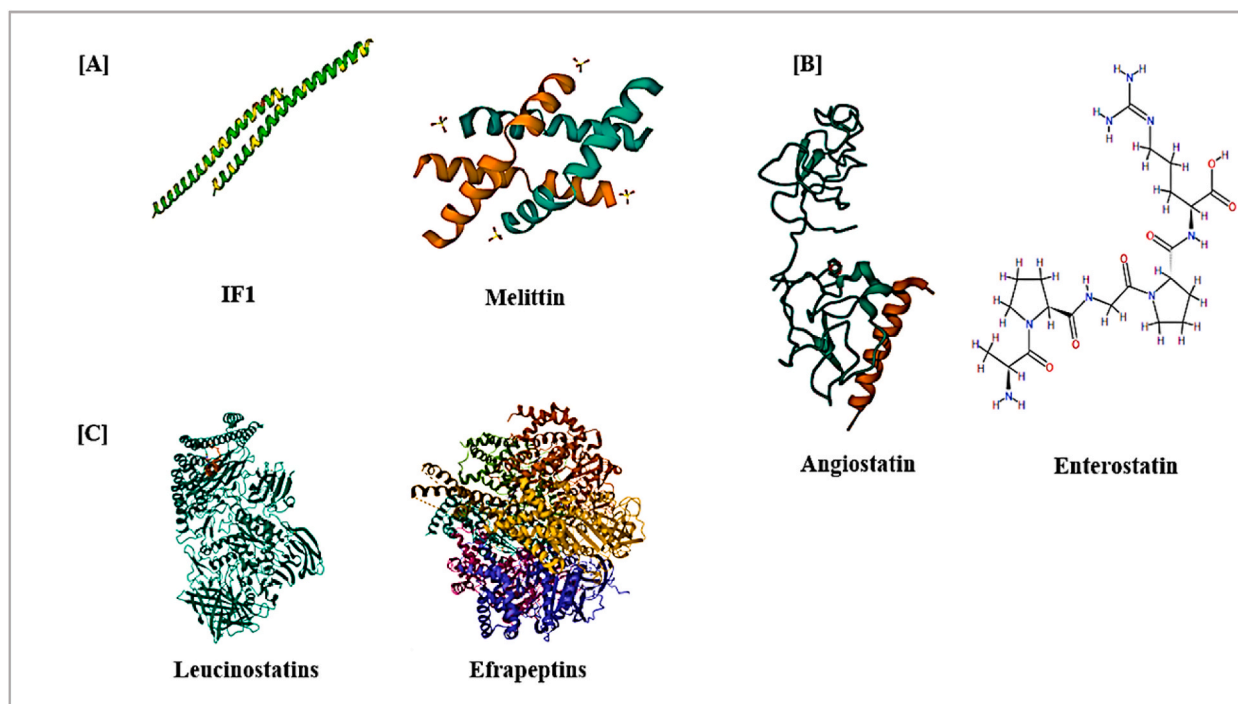 [A]
IF1
Melittin
[B]
Angiostatin
Enterostatin
[C]
Leucinostatins
Efrapeptins